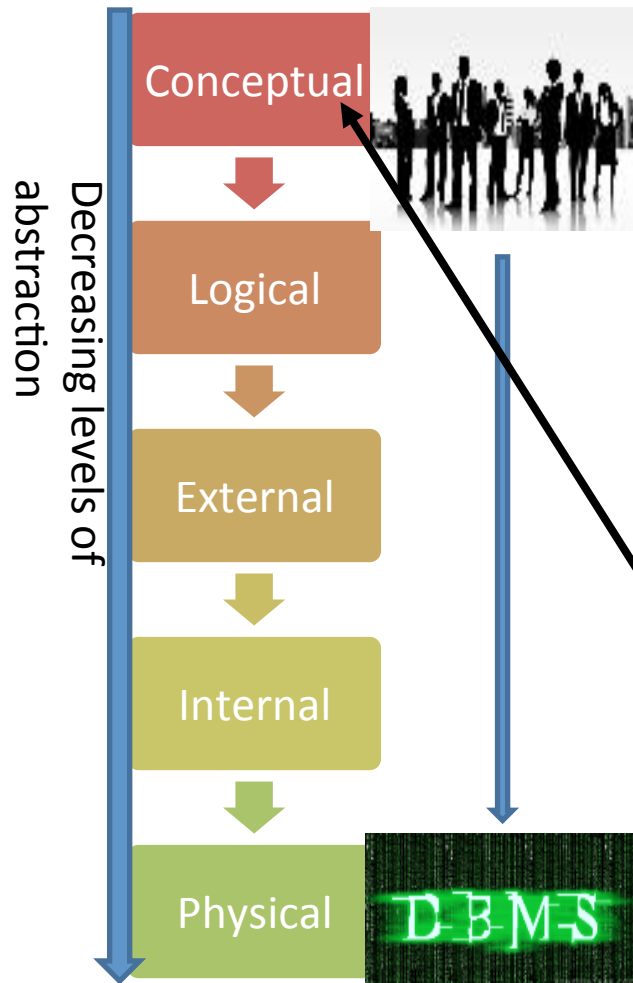 Conceptual
Logical
External
Internal
Physical
Decreasing levels of
abstraction
DBMS